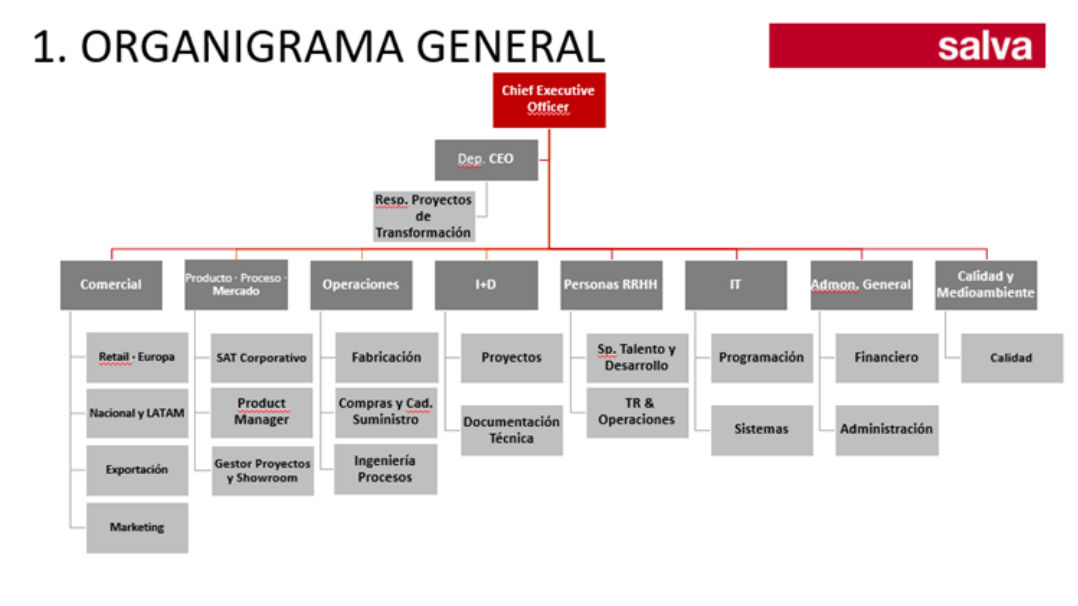 1. ORGANIGRAMA GENERAL
salva
Chief Executive
Officer
Dep. CEO
Resp. Proyectos
de
Transformación
Comercial
Producto · Proceso ·
Mercado
Operaciones
I+D
Personas RRHH
IT
Admon. General
Calidad y
Medioambiente
Retail · Europa
SAT Corporativo
Fabricación
Proyectos
Sp. Talento y
Desarrollo
Programación
Financiero
Calidad
Nacional y LATAM
Product
Manager
Compras y Cad.
Suministro
Documentación
Técnica
TR &
Operaciones
Sistemas
Administración
Exportación
Gestor Proyectos
y Showroom
Ingeniería
Procesos
Marketing